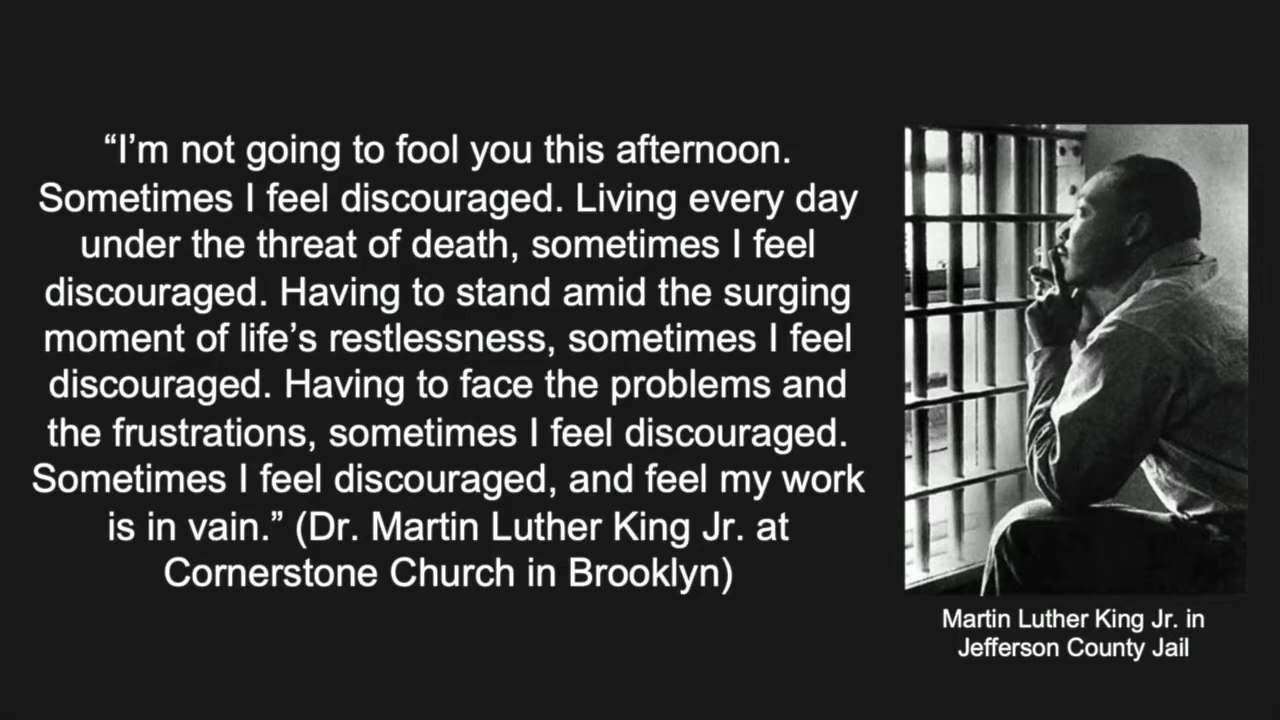 “I’m not going to fool you this afternoon.
Sometimes I feel discouraged. Living every day
under the threat of death, sometimes I feel
discouraged. Having to stand amid the surging
moment of life’s restlessness, sometimes I feel
discouraged. Having to face the problems and
the frustrations, sometimes I feel discouraged.
Sometimes I feel discouraged, and feel my work
is in vain.” (Dr. Martin Luther King Jr. at
Cornerstone Church in Brooklyn)
Martin Luther King Jr. in
Jefferson County Jail